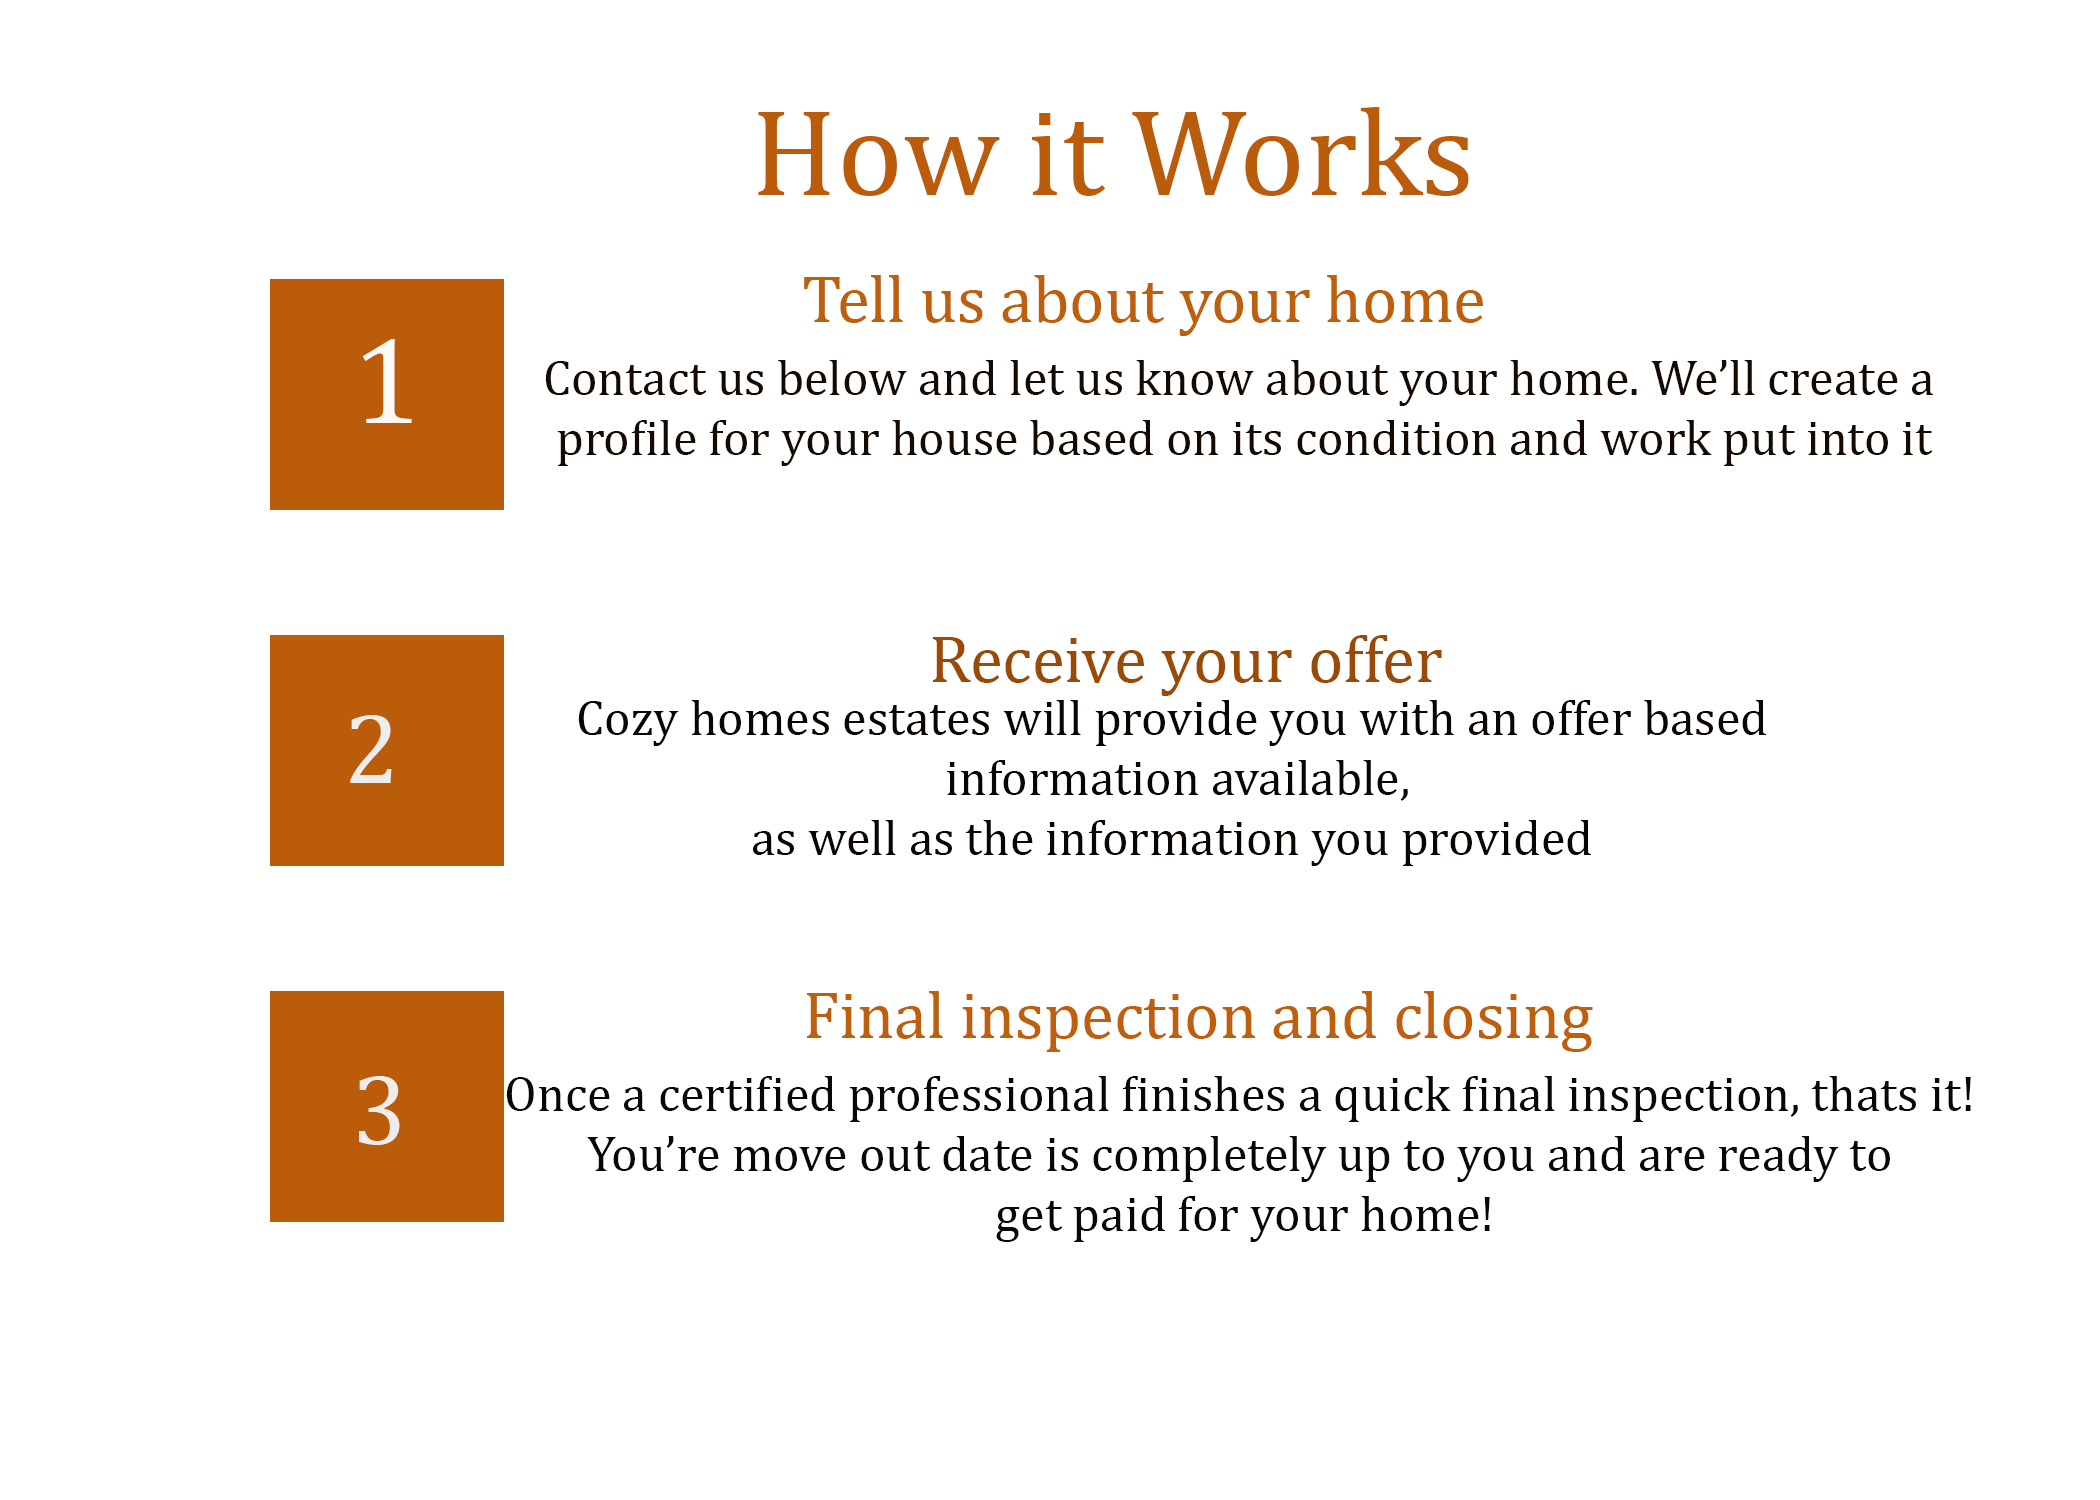 How it Works
1
Tell us about your home
Contact us below and let us know about your home. We’ll create a
profile for your house based on its condition and work put into it
2
Receive your offer
Cozy homes estates will provide you with an offer based
information available,
as well as the information you provided
3
Final inspection and closing
Once a certified professional finishes a quick final inspection, thats it!
You’re move out date is completely up to you and are ready to
get paid for your home!